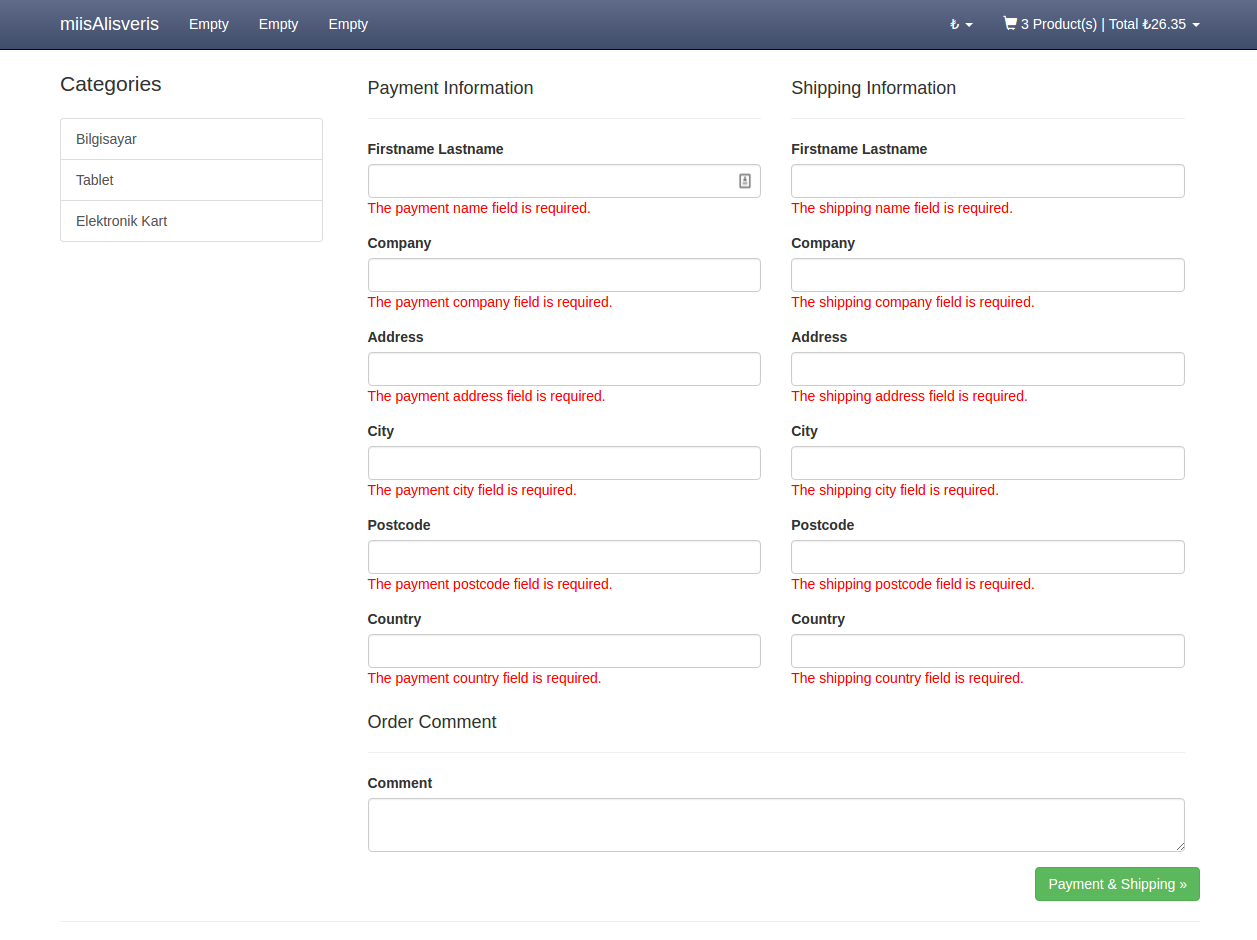 miisAlisveris Empty Empty Empty ₺ 3 Product(s) | Total ₺26.35
Categories
Bilgisayar
Tablet
Elektronik Kart
Payment Information
Firstname Lastname
The payment name field is required.
Company
The payment company field is required.
Address
The payment address field is required.
City
The payment city field is required.
Postcode
The payment postcode field is required.
Country
The payment country field is required.
Shipping Information
Firstname Lastname
The shipping name field is required.
Company
The shipping company field is required.
Address
The shipping address field is required.
City
The shipping city field is required.
Postcode
The shipping postcode field is required.
Country
The shipping country field is required.
Order Comment
Comment
Payment & Shipping »